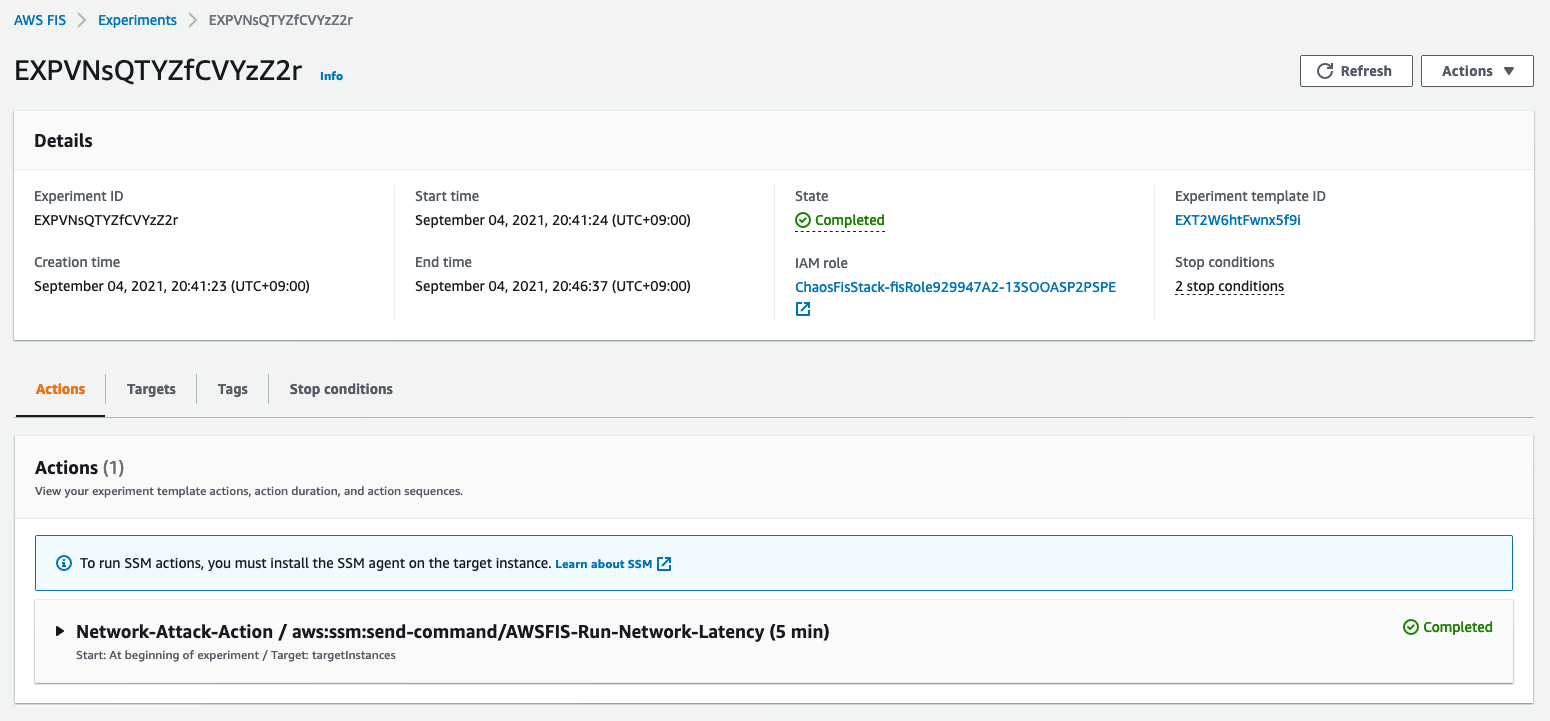 AWS FIS > Experiments > EXPVNsQTYZfCVYzZ2r
EXPVNsQTYZfCVYzZ2r Info
Refresh
Actions
Details
Experiment ID
EXPVNsQTYZfCVYzZ2r
Creation time
September 04, 2021, 20:41:23 (UTC+09:00)
Start time
September 04, 2021, 20:41:24 (UTC+09:00)
End time
September 04, 2021, 20:46:37 (UTC+09:00)
State
Completed
IAM role
ChaosFisStack-fisRole929947A2-13SOOASP2PSPE
Experiment template ID
EXT2W6htFwnx5f9i
Stop conditions
2 stop conditions
Actions
Targets
Tags
Stop conditions
Actions (1)
View your experiment template actions, action duration, and action sequences.
To run SSM actions, you must install the SSM agent on the target instance. Learn about SSM
Network-Attack-Action / aws:ssm:send-command/AWSFIS-Run-Network-Latency (5 min)
Completed
Start: At beginning of experiment / Target: targetInstances